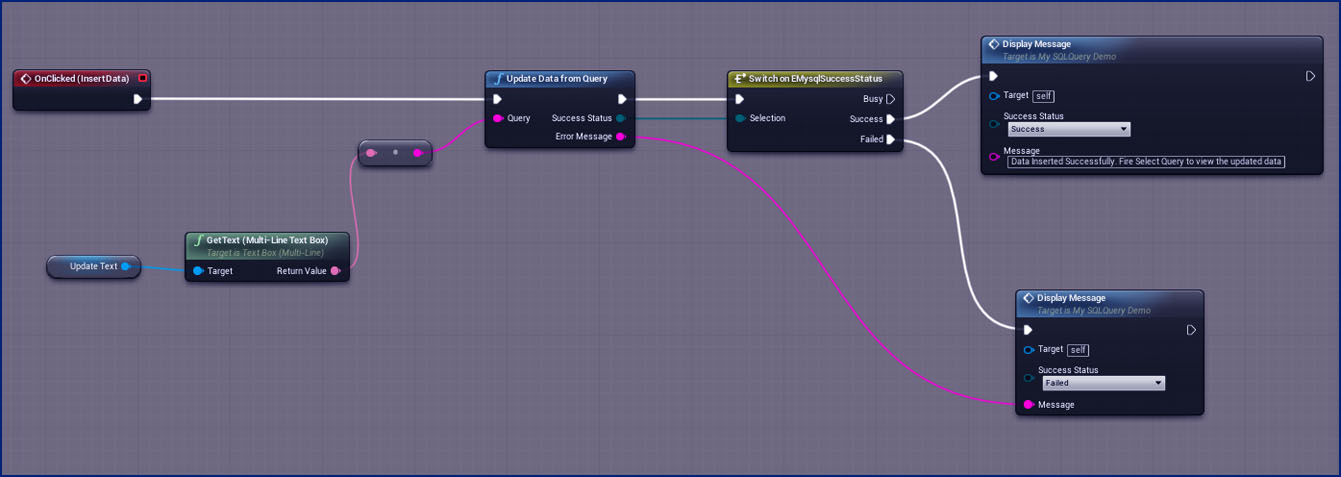 OnClicked (InsertData)
Update Text
GetText (Multi-Line Text Box)
Target is Text Box (Multi-Line)
Target Return Value
Update Data from Query
Query Success Status
Error Message
Switch on EMysqlSuccessStatus
Busy
Selection Success
Failed
Display Message
Target is My SQLQuery Demo
Target self
Success Status
Success
Message
Data Inserted Successfully. Fire Select Query to view the updated data
Display Message
Target is My SQLQuery Demo
Target self
Success Status
Failed
Message